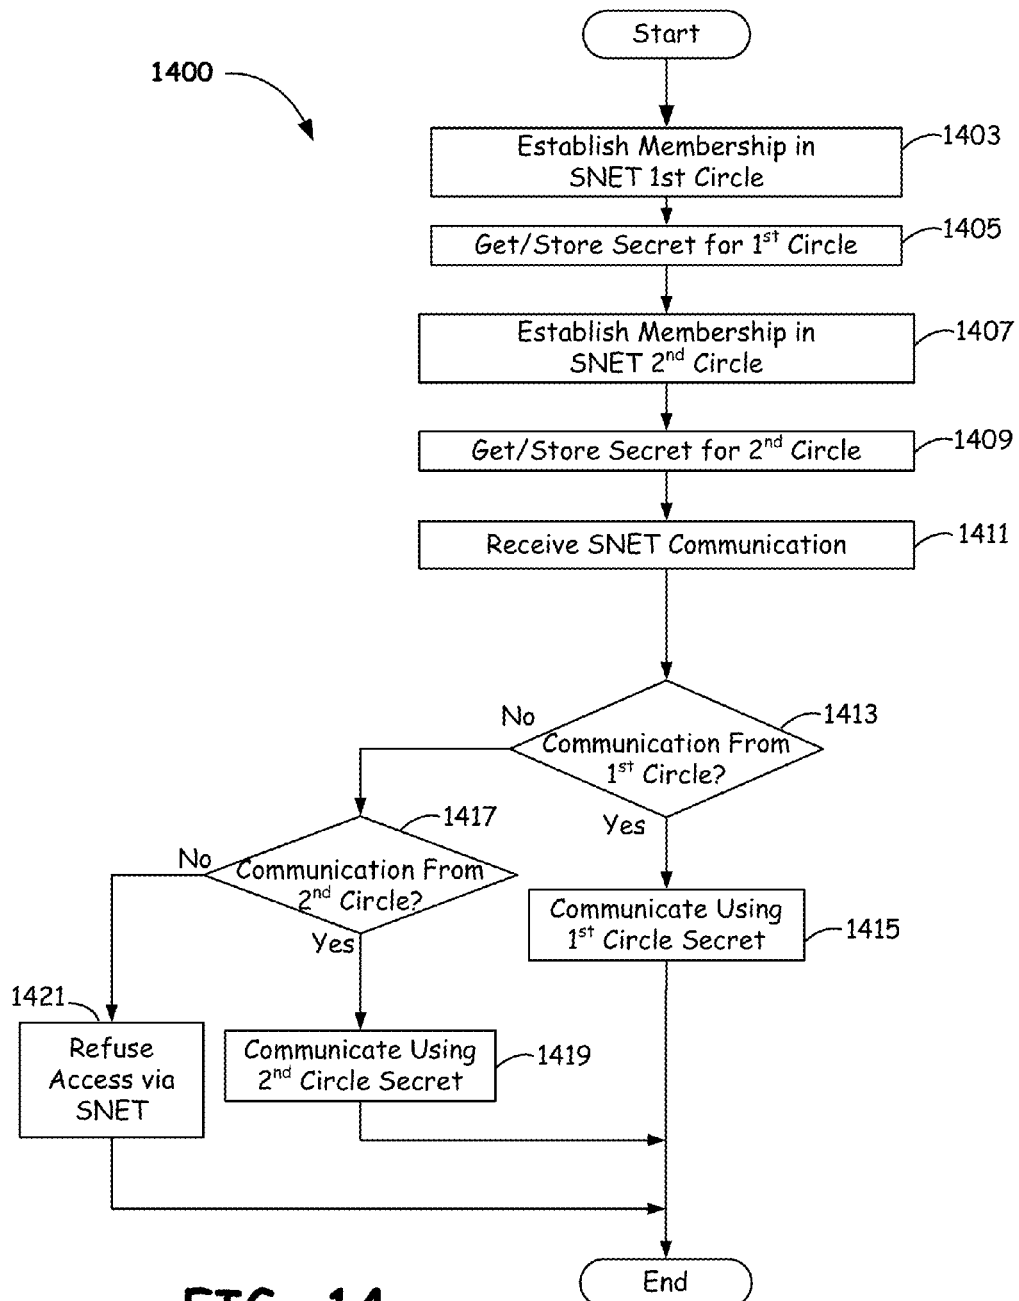 Start
1400
Establish Membership in
SNET 1st Circle
1403
Get/Store Secret for 1st Circle
1405
Establish Membership in
SNET 2nd Circle
1407
Get/Store Secret for 2nd Circle
1409
Receive SNET Communication
1411
Communication From
1st Circle?
1413
No
Yes
Communication From
2nd Circle?
1417
No
Yes
Communicate Using
1st Circle Secret
1415
1421
Refuse
Access via
SNET
Communicate Using
2nd Circle Secret
1419
End
FIG. 14